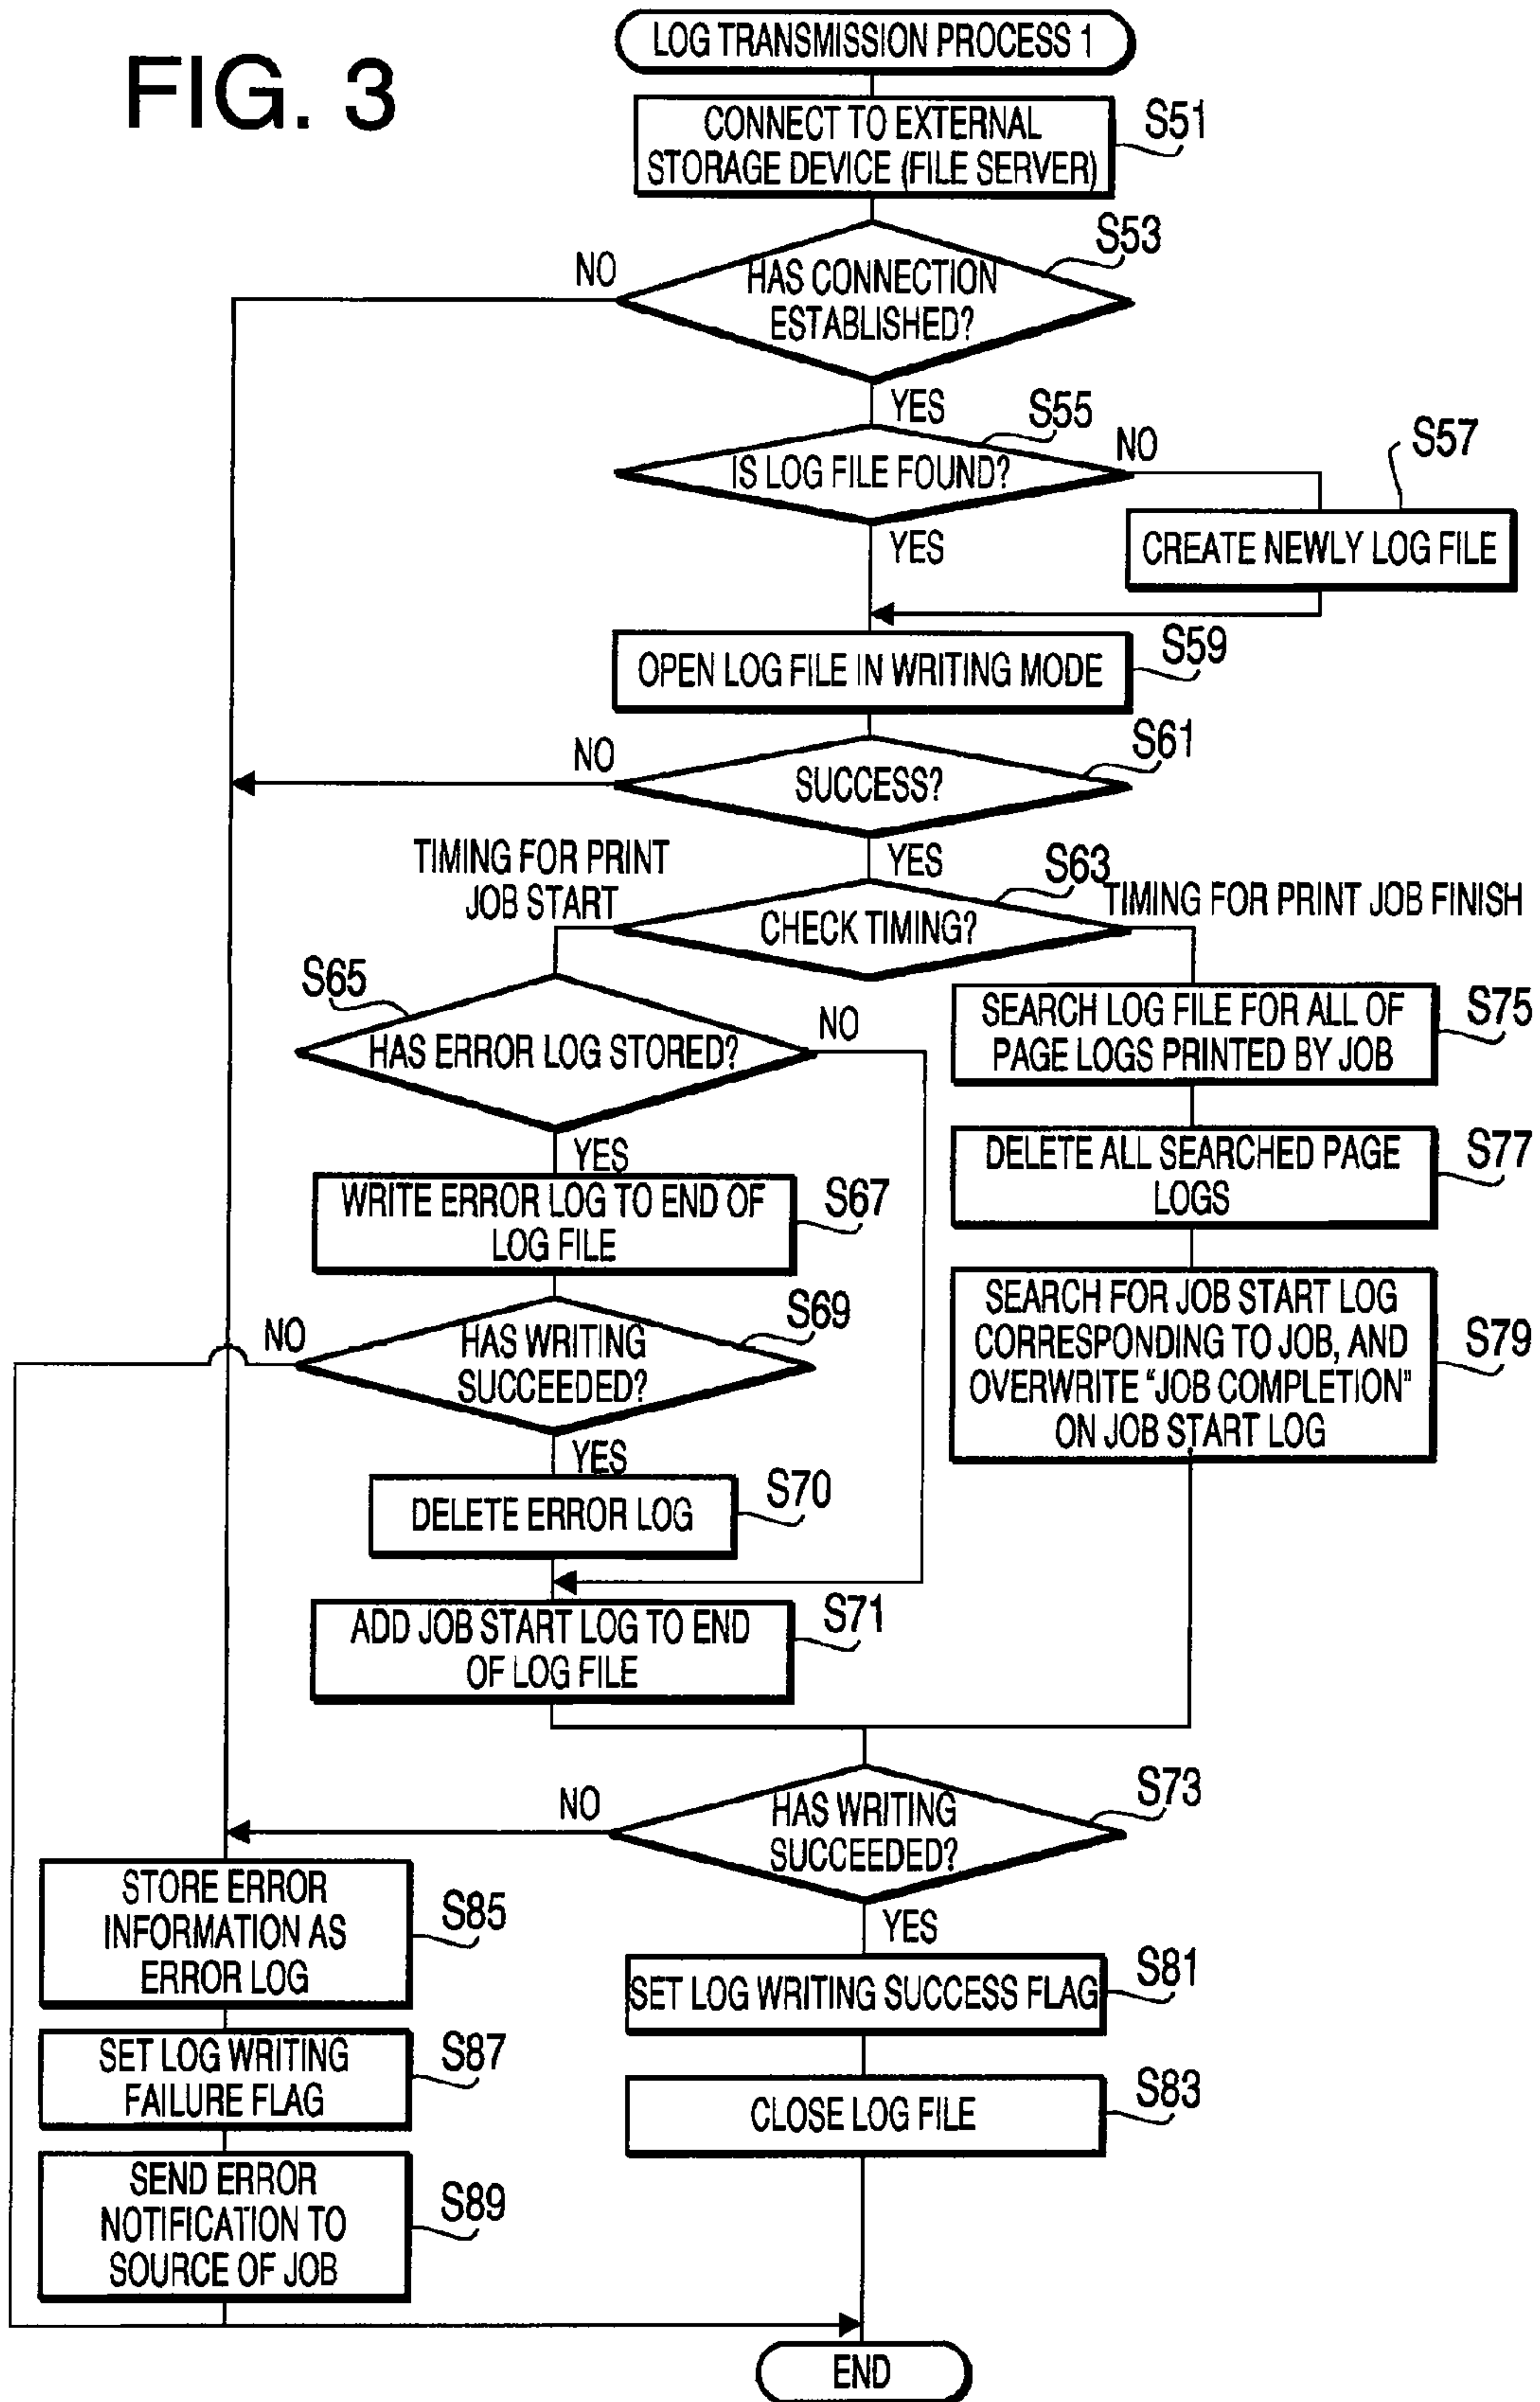 FIG. 3
LOG TRANSMISSION PROCESS 1
CONNECT TO EXTERNAL
STORAGE DEVICE (FILE SERVER)
S51
HAS CONNECTION
ESTABLISHED?
S53
NO
YES
IS LOG FILE FOUND?
S55
NO
S57
CREATE NEWLY LOG FILE
YES
OPEN LOG FILE IN WRITING MODE
S59
SUCCESS?
S61
NO
YES
CHECK TIMING?
S63
TIMING FOR PRINT
JOB START
TIMING FOR PRINT JOB FINISH
S65
HAS ERROR LOG STORED?
NO
YES
WRITE ERROR LOG TO END OF
LOG FILE
S67
HAS WRITING
SUCCEEDED?
S69
NO
YES
DELETE ERROR LOG
S70
ADD JOB START LOG TO END
OF LOG FILE
S71
SEARCH LOG FILE FOR ALL OF
PAGE LOGS PRINTED BY JOB
S75
DELETE ALL SEARCHED PAGE
LOGS
S77
SEARCH FOR JOB START LOG
CORRESPONDING TO JOB, AND
OVERWRITE “JOB COMPLETION”
ON JOB START LOG
S79
HAS WRITING
SUCCEEDED?
S73
NO
YES
SET LOG WRITING SUCCESS FLAG
S81
CLOSE LOG FILE
S83
STORE ERROR
INFORMATION AS
ERROR LOG
S85
SET LOG WRITING
FAILURE FLAG
S87
SEND ERROR
NOTIFICATION TO
SOURCE OF JOB
S89
END